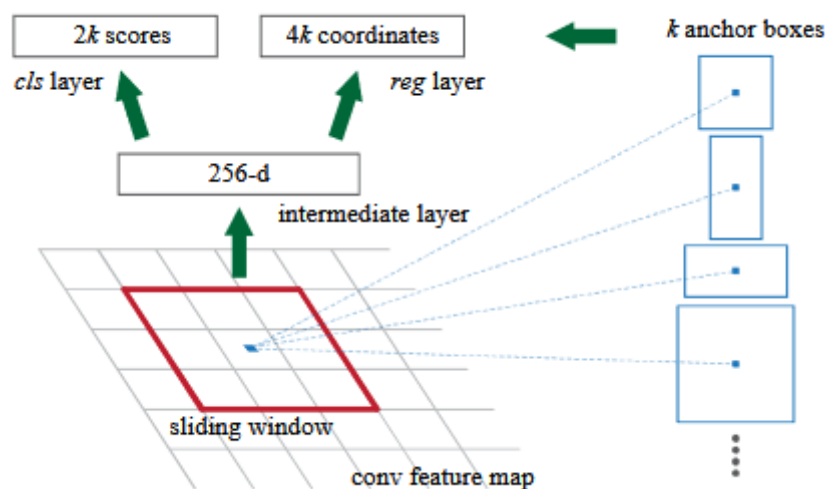 2k scores
4k coordinates
k anchor boxes
cls layer
reg layer
256-d
intermediate layer
sliding window
conv feature map